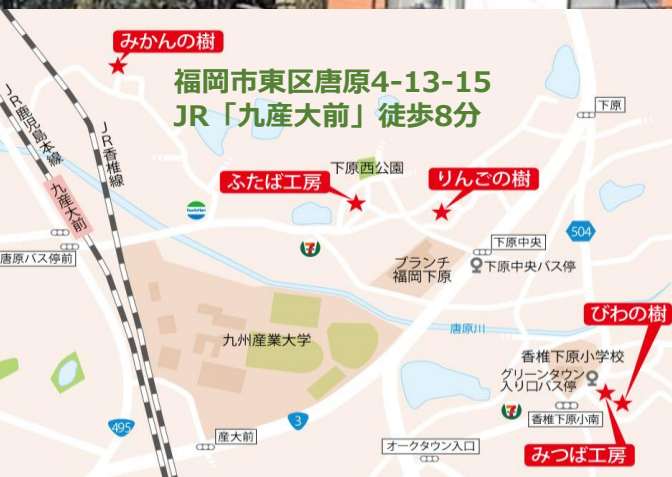 みかんの樹
福岡市東区唐原4-13-15
JR「九産大前」徒歩8分
下原
JR鹿児島本線
JR香椎線
九産大前
唐原バス停前
FamilyMart
下原西公園
ふたば工房
りんごの樹
7
下原中央
504
ブランチ
福岡下原
下原中央バス停
びわの樹
唐原川
九州産業大学
香椎下原小学校
グリーンタウン
入り口バス停
7
香椎下原小南
495
3
産大前
オークタウン入口
みつば工房